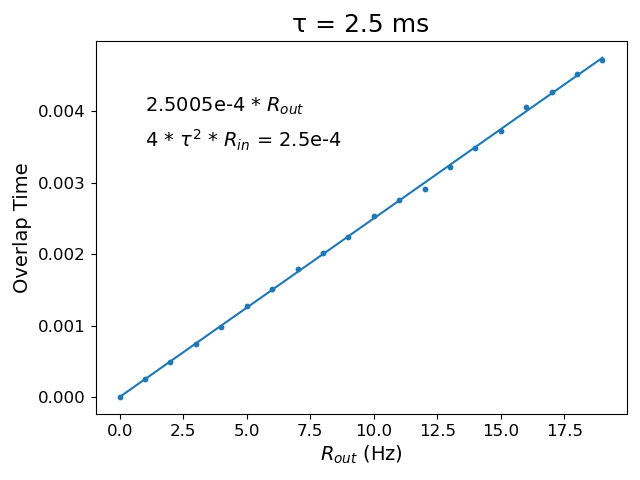 τ = 2.5 ms
2.5005e-4 * R_out
4 * τ² * R_in = 2.5e-4
Overlap Time
0.004
0.003
0.002
0.001
0.000
0.0 2.5 5.0 7.5 10.0 12.5 15.0 17.5
R_out (Hz)